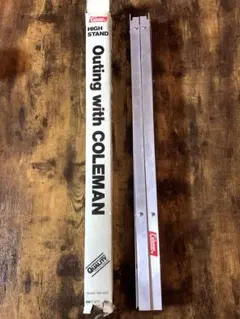 Coleman
HIGH
STAND
Outing with COLEMAN
QUALITY
Coleman